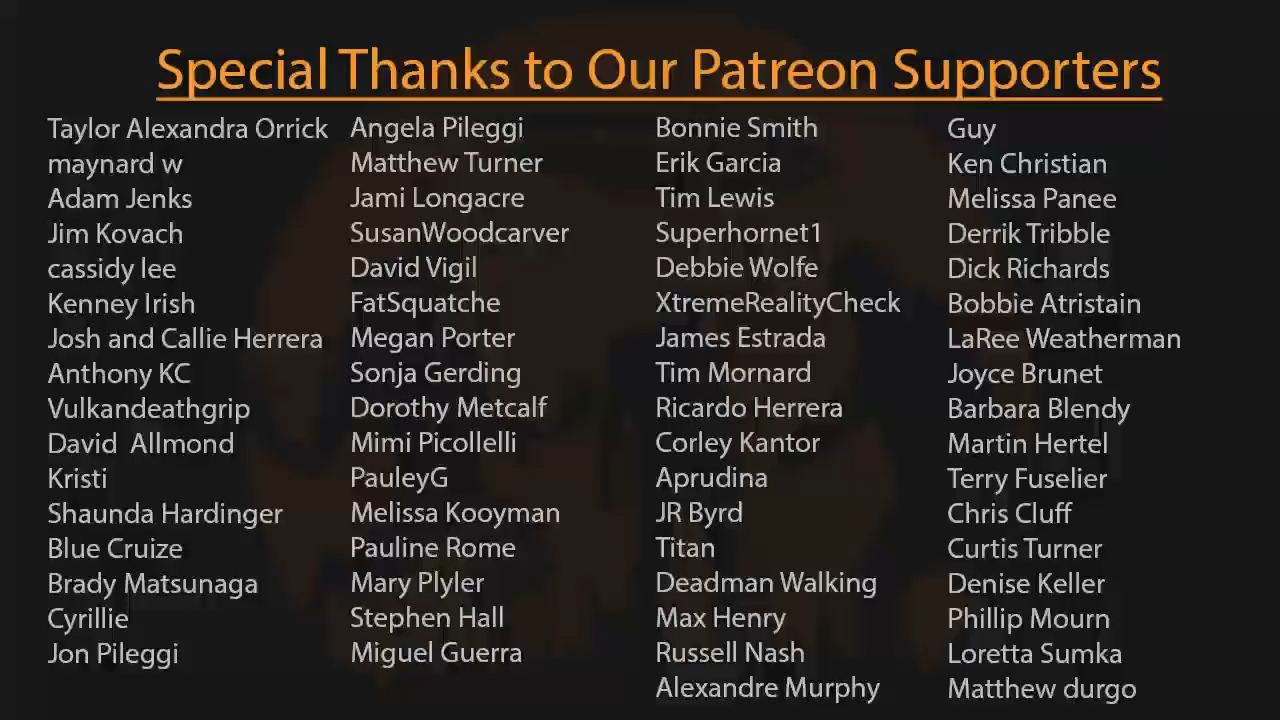 Special Thanks to Our Patreon Supporters
Taylor Alexandra Orrick
maynard w
Adam Jenks
Jim Kovach
cassidy lee
Kenney Irish
Josh and Callie Herrera
Anthony KC
Vulkandeathgrip
David  Allmond
Kristi
Shaunda Hardinger
Blue Cruize
Brady Matsunaga
Cyrillie
Jon Pileggi
Angela Pileggi
Matthew Turner
Jami Longacre
SusanWoodcarver
David Vigil
FatSquatche
Megan Porter
Sonja Gerding
Dorothy Metcalf
Mimi Picollelli
PauleyG
Melissa Kooyman
Pauline Rome
Mary Plyler
Stephen Hall
Miguel Guerra
Bonnie Smith
Erik Garcia
Tim Lewis
Superhornet1
Debbie Wolfe
XtremeRealityCheck
James Estrada
Tim Mornard
Ricardo Herrera
Corley Kantor
Aprudina
JR Byrd
Titan
Deadman Walking
Max Henry
Russell Nash
Alexandre Murphy
Guy
Ken Christian
Melissa Panee
Derrik Tribble
Dick Richards
Bobbie Atristain
LaRee Weatherman
Joyce Brunet
Barbara Blendy
Martin Hertel
Terry Fuselier
Chris Cluff
Curtis Turner
Denise Keller
Phillip Mourn
Loretta Sumka
Matthew durgo